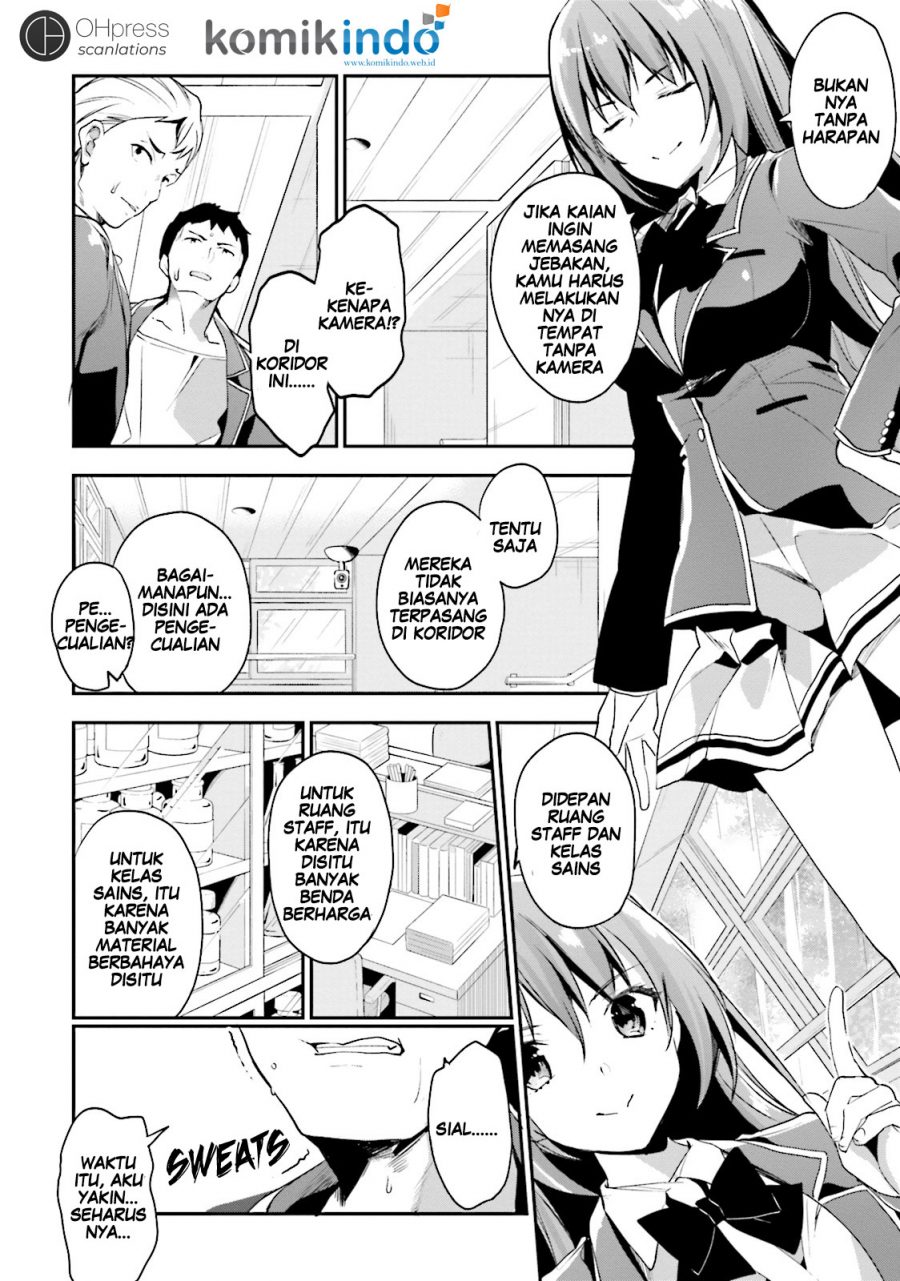 OHpress
scanlations
komikindo
www.komikindo.web.id
BUKAN
NYA
TANPA
HARAPAN
JIKA KAIAN
INGIN
MEMASANG
JEBAKAN,
KAMU HARUS
MELAKUKAN
NYA DI
TEMPAT
TANPA
KAMERA
KE-
KENAPA
KAMERA!?
DI
KORIDOR
INI......
TENTU
SAJA
MEREKA
TIDAK
BIASANYA
TERPASANG
DI KORIDOR
BAGAI-
MANAPUN...
DISINI ADA
PENGE-
CUALIAN
PE...
PENGE-
CUALIAN?
DIDEPAN
RUANG
STAFF DAN
KELAS
SAINS
UNTUK
RUANG
STAFF, ITU
KARENA
DISITU
BANYAK
BENDA
BERHARGA
UNTUK
KELAS
SAINS, ITU
KARENA
BANYAK
MATERIAL
BERBAHAYA
DISITU
SIAL......
SWEATS
WAKTU
ITU, AKU
YAKIN...
SEHARUS
NYA...